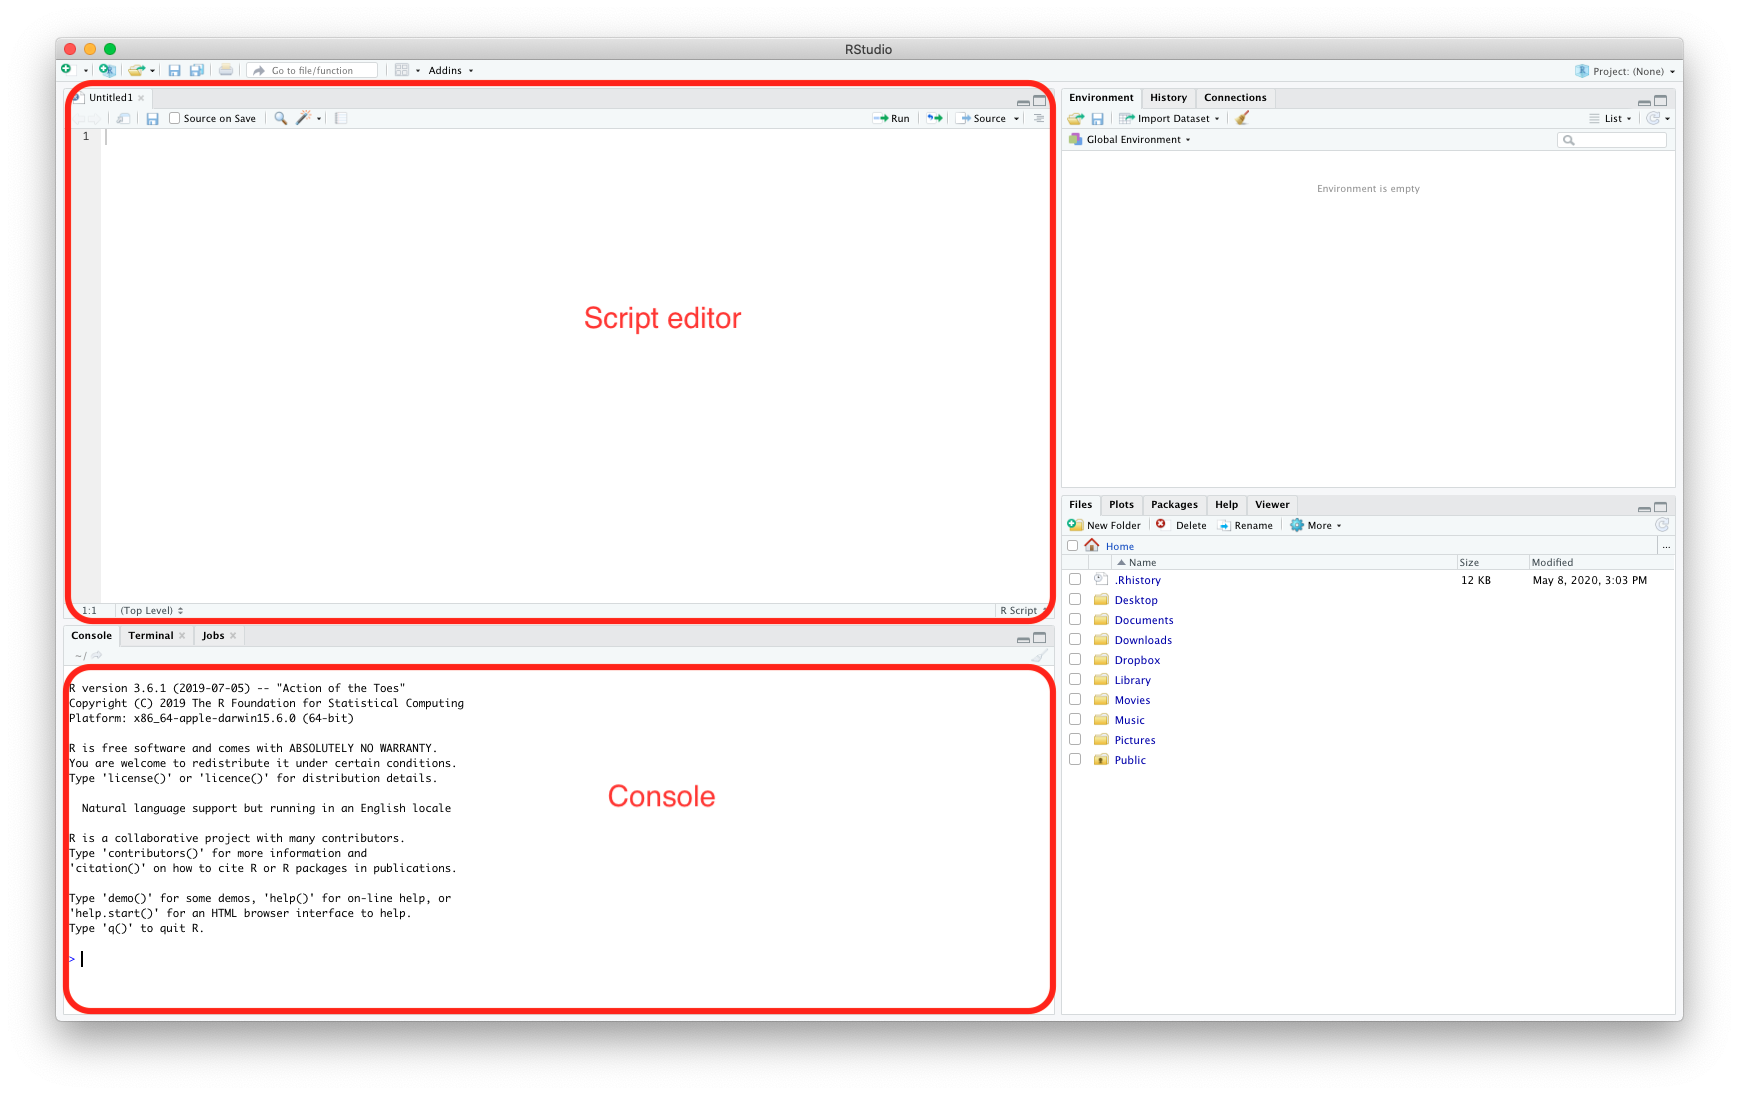 RStudio
Go to file/function
Addins
Project: (None)
Untitled1
Source on Save
Run
Source
1
Script editor
1:1
(Top Level)
R Script
Console
Terminal
Jobs
~/
R version 3.6.1 (2019-07-05) -- "Action of the Toes"
Copyright (C) 2019 The R Foundation for Statistical Computing
Platform: x86_64-apple-darwin15.6.0 (64-bit)
R is free software and comes with ABSOLUTELY NO WARRANTY.
You are welcome to redistribute it under certain conditions.
Type 'license()' or 'licence()' for distribution details.
Natural language support but running in an English locale
R is a collaborative project with many contributors.
Type 'contributors()' for more information and
'citation()' on how to cite R or R packages in publications.
Type 'demo()' for some demos, 'help()' for on-line help, or
'help.start()' for an HTML browser interface to help.
Type 'q()' to quit R.
>
Console
Environment
History
Connections
Import Dataset
List
Global Environment
Environment is empty
Files
Plots
Packages
Help
Viewer
New Folder
Delete
Rename
More
Home
...
Name
Size
Modified
.Rhistory
12 KB
May 8, 2020, 3:03 PM
Desktop
Documents
Downloads
Dropbox
Library
Movies
Music
Pictures
Public